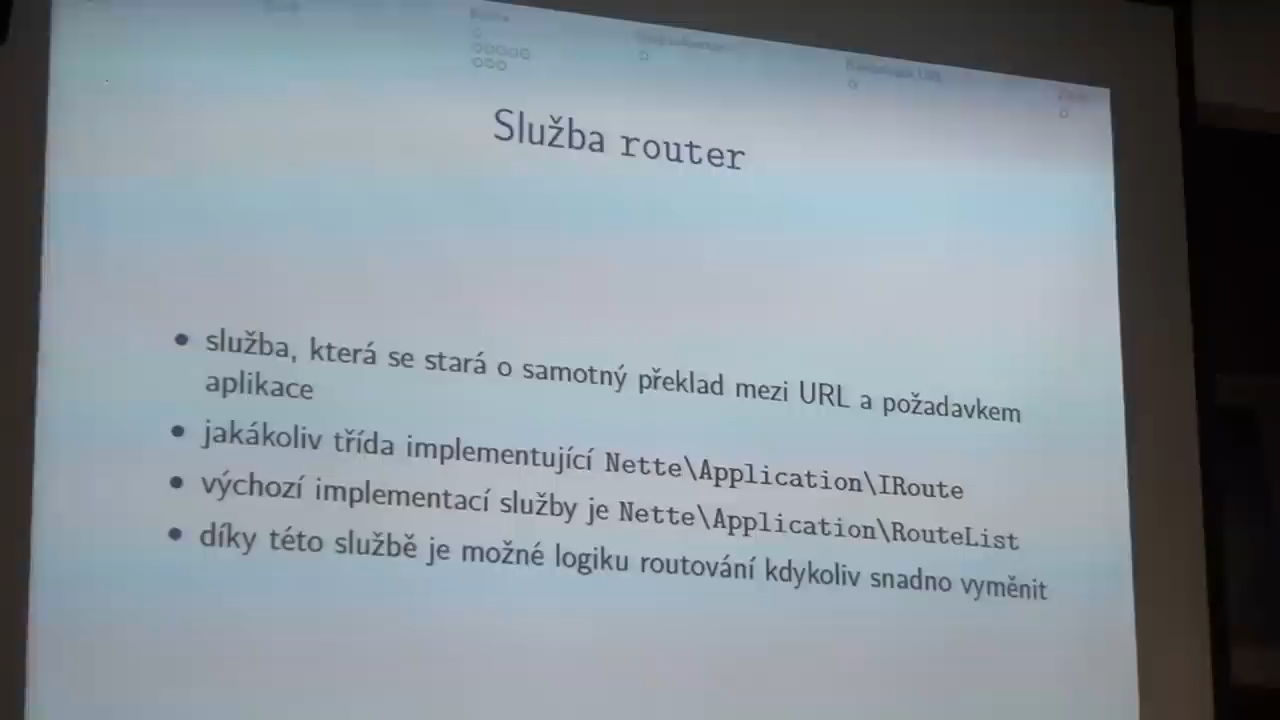 Služba router
služba, která se stará o samotný překlad mezi URL a požadavkem
aplikace
jakákoliv třída implementující Nette\Application\IRoute
výchozí implementací služby je Nette\Application\RouteList
díky této službě je možné logiku routování kdykoliv snadno vyměnit